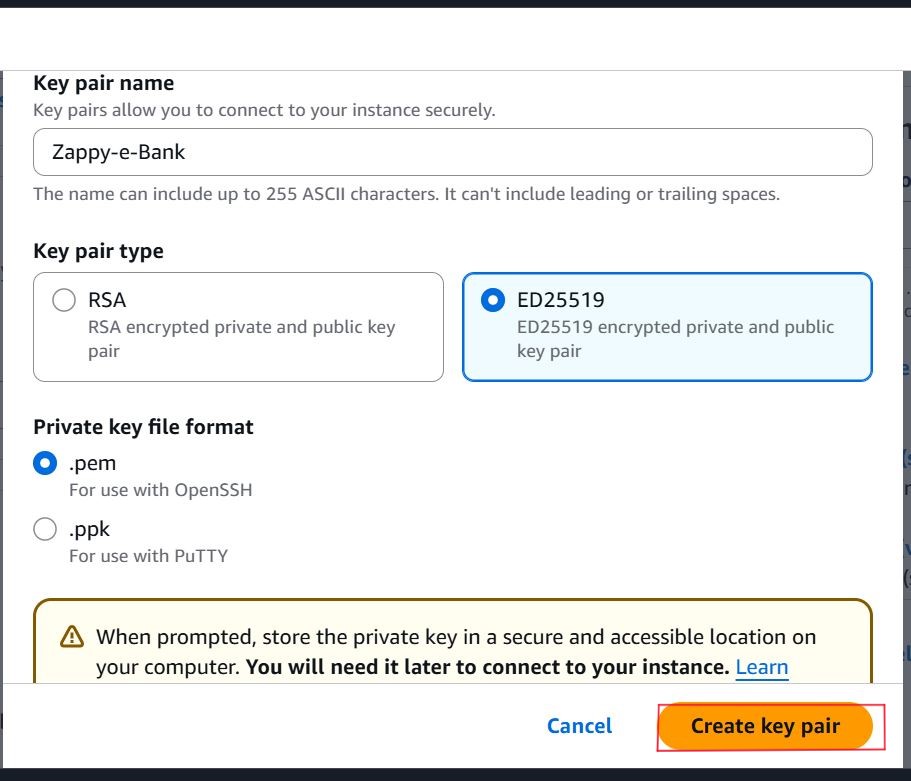 Key pair name
Key pairs allow you to connect to your instance securely.
Zappy-e-Bank
The name can include up to 255 ASCII characters. It can't include leading or trailing spaces.
Key pair type
RSA
RSA encrypted private and public key
pair
ED25519
ED25519 encrypted private and public
key pair
Private key file format
.pem
For use with OpenSSH
.ppk
For use with PuTTY
When prompted, store the private key in a secure and accessible location on
your computer. You will need it later to connect to your instance. Learn
Cancel
Create key pair